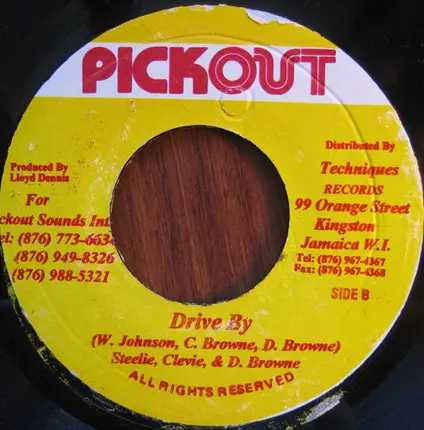 PICKOUT
Produced By
Lloyd Dennis
For
ickout Sounds Int
el: (876) 773-6634
(876) 949-8326
(876) 988-5321
Distributed By
Techniques
RECORDS
99 Orange Street
Kingston
Jamaica W.I.
Tel: (876) 967-4367
Fax: (876) 967-4368
SIDE B
Drive By
(W. Johnson, C. Browne, D. Browne)
Steelie, Clevie, & D. Browne
ALL RIGHTS RESERVED